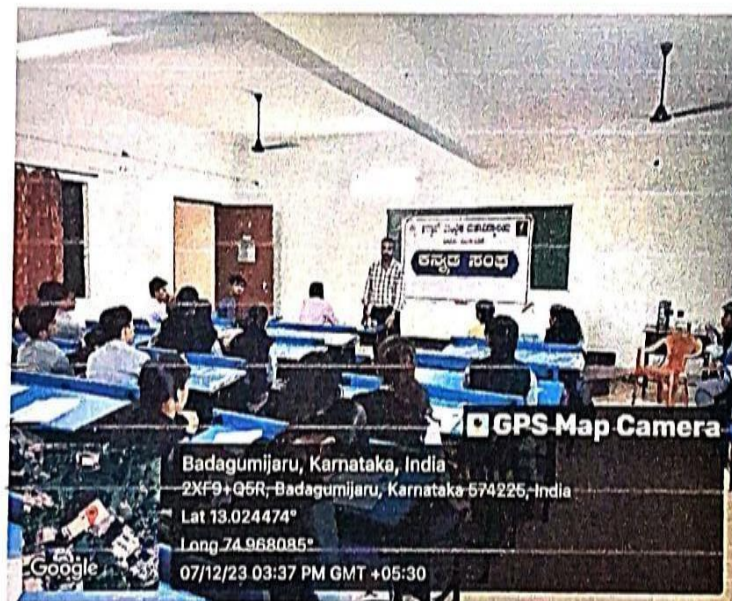 ಕನ್ನಡ ಸಂಘ
GPS Map Camera
Badagumijaru, Karnataka, India
2XF9+Q5R, Badagumijaru, Karnataka 574225, India
Lat 13.024474°
Long 74.968085°
07/12/23 03:37 PM GMT +05:30
Google